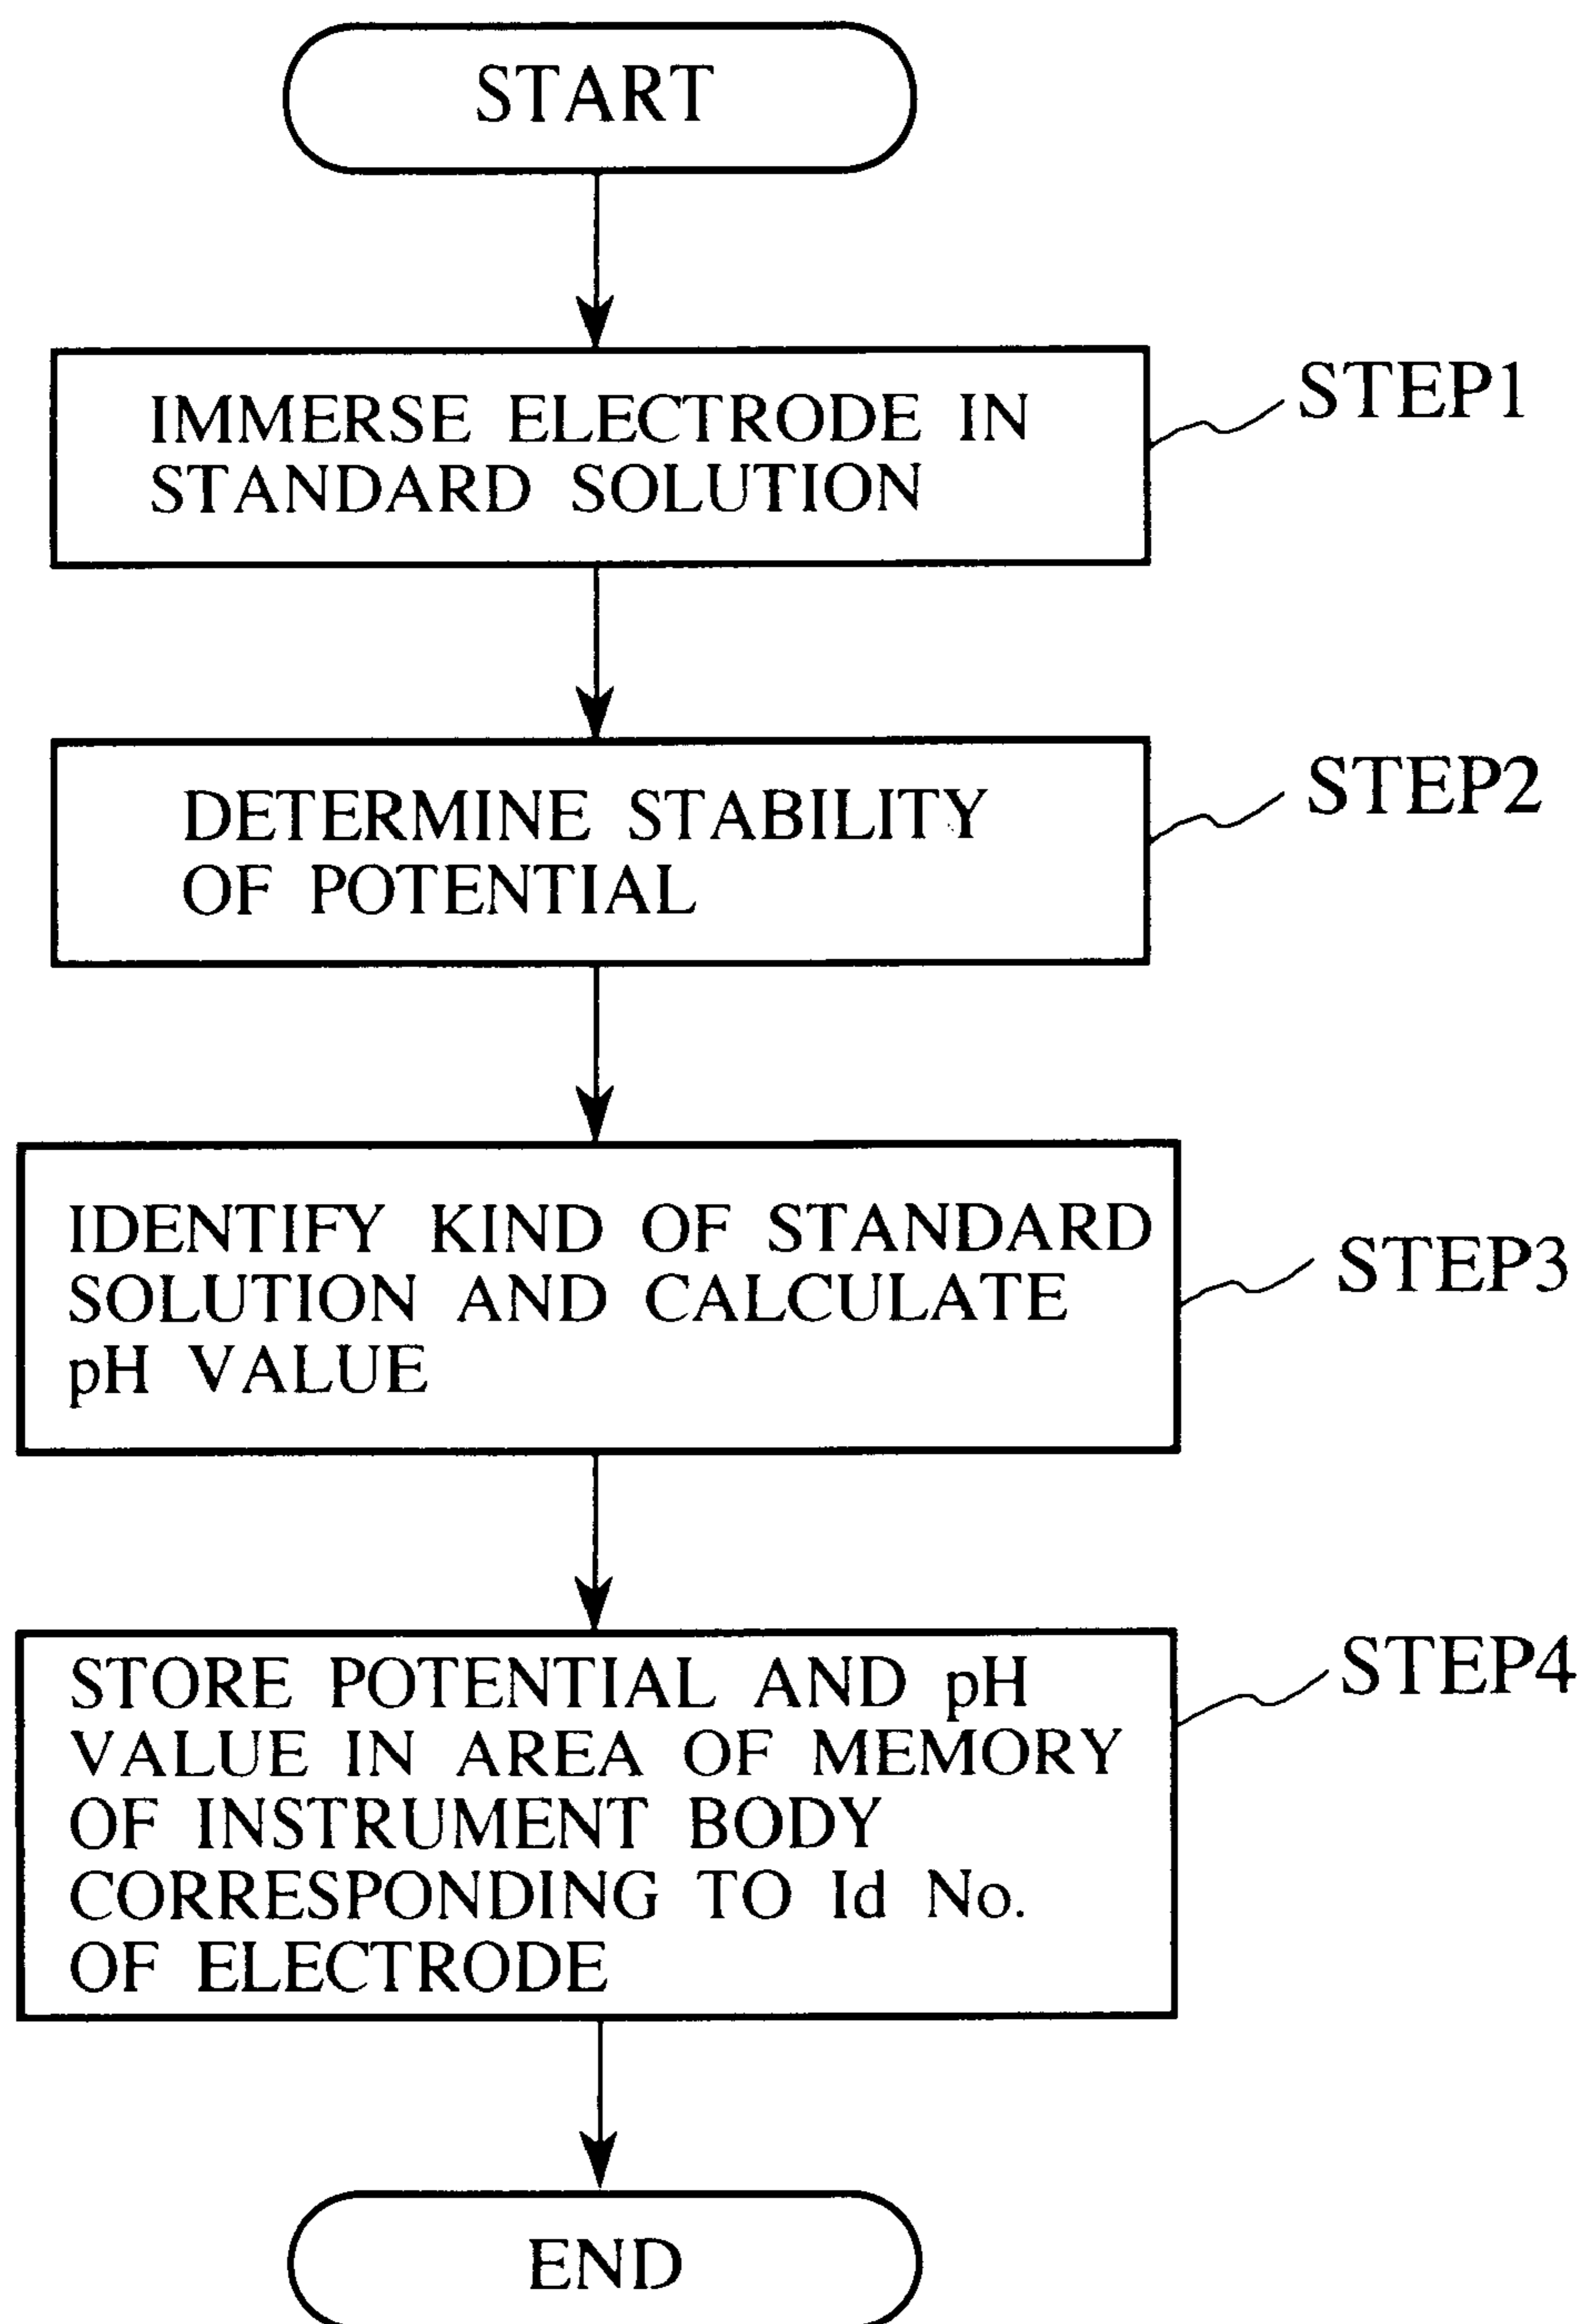 START
IMMERSE ELECTRODE IN
STANDARD SOLUTION
STEP1
DETERMINE STABILITY
OF POTENTIAL
STEP2
IDENTIFY KIND OF STANDARD
SOLUTION AND CALCULATE
pH VALUE
STEP3
STORE POTENTIAL AND pH
VALUE IN AREA OF MEMORY
OF INSTRUMENT BODY
CORRESPONDING TO Id No.
OF ELECTRODE
STEP4
END